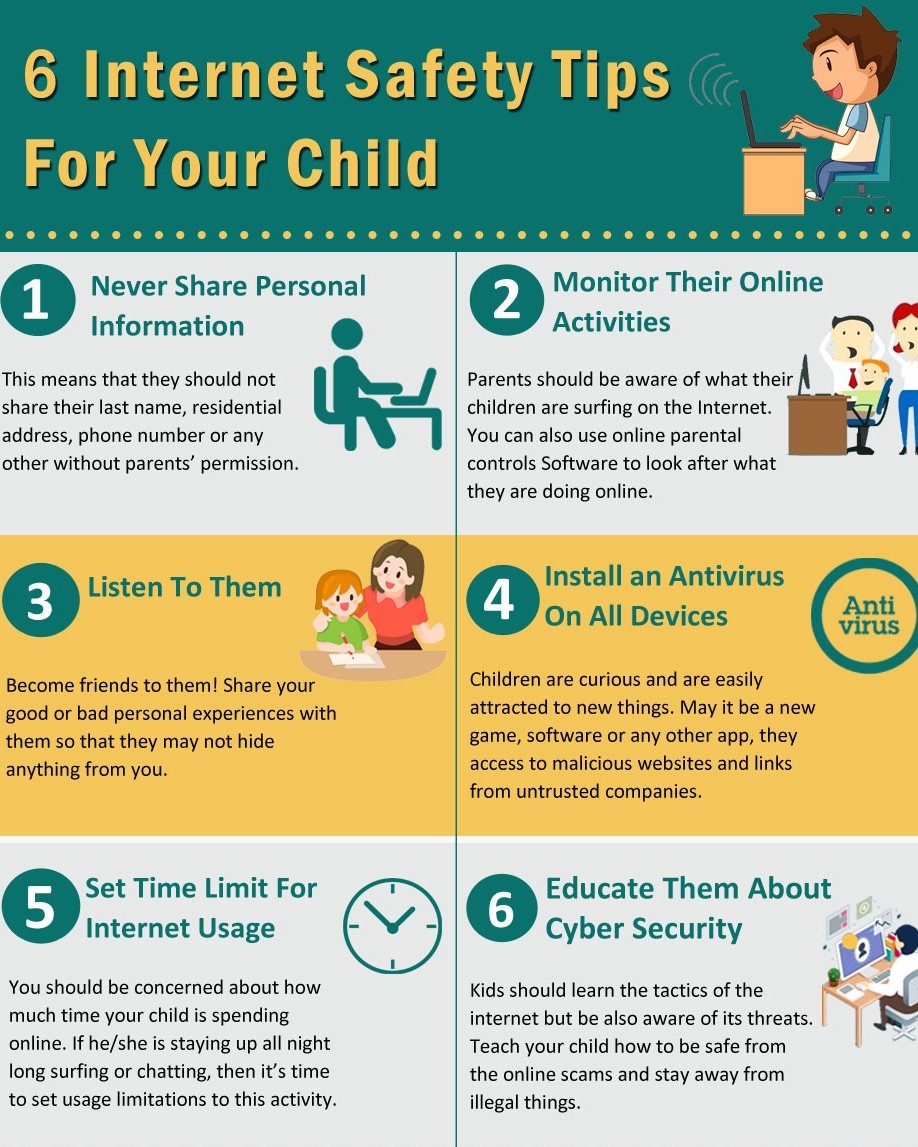 6 Internet Safety Tips
For Your Child
1
Never Share Personal
Information
This means that they should not
share their last name, residential
address, phone number or any
other without parents’ permission.
2
Monitor Their Online
Activities
Parents should be aware of what their
children are surfing on the Internet.
You can also use online parental
controls Software to look after what
they are doing online.
3
Listen To Them
Become friends to them! Share your
good or bad personal experiences with
them so that they may not hide
anything from you.
4
Install an Antivirus
On All Devices
Anti
virus
Children are curious and are easily
attracted to new things. May it be a new
game, software or any other app, they
access to malicious websites and links
from untrusted companies.
5
Set Time Limit For
Internet Usage
You should be concerned about how
much time your child is spending
online. If he/she is staying up all night
long surfing or chatting, then it’s time
to set usage limitations to this activity.
6
Educate Them About
Cyber Security
Kids should learn the tactics of the
internet but be also aware of its threats.
Teach your child how to be safe from
the online scams and stay away from
illegal things.